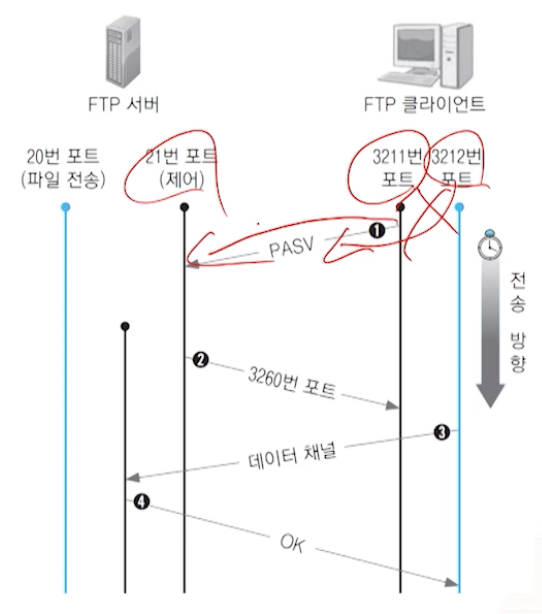 FTP 서버
FTP 클라이언트
20번 포트
(파일 전송)
21번 포트
(제어)
3211번
포트
3212번
포트
❶
PASV
전송 방향
❷
3260번 포트
❸
데이터 채널
❹
OK